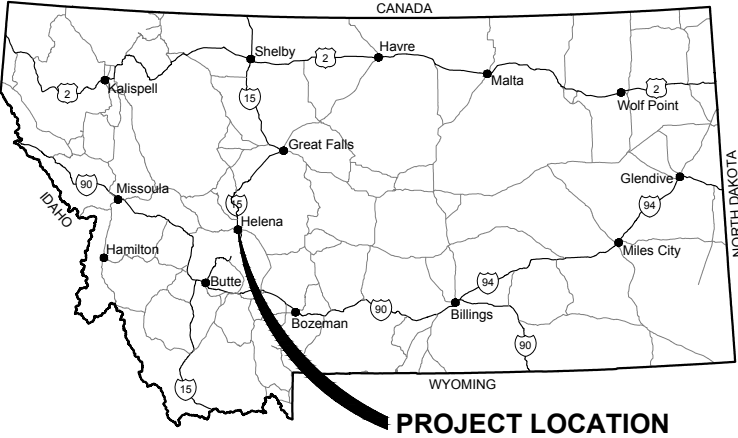 CANADA
Shelby
2
Havre
2
Kalispell
15
Malta
2
Wolf Point
Great Falls
90
Missoula
IDAHO
15
Helena
Glendive
94
NORTH DAKOTA
Hamilton
Butte
Miles City
94
90
Bozeman
Billings
90
15
WYOMING
PROJECT LOCATION